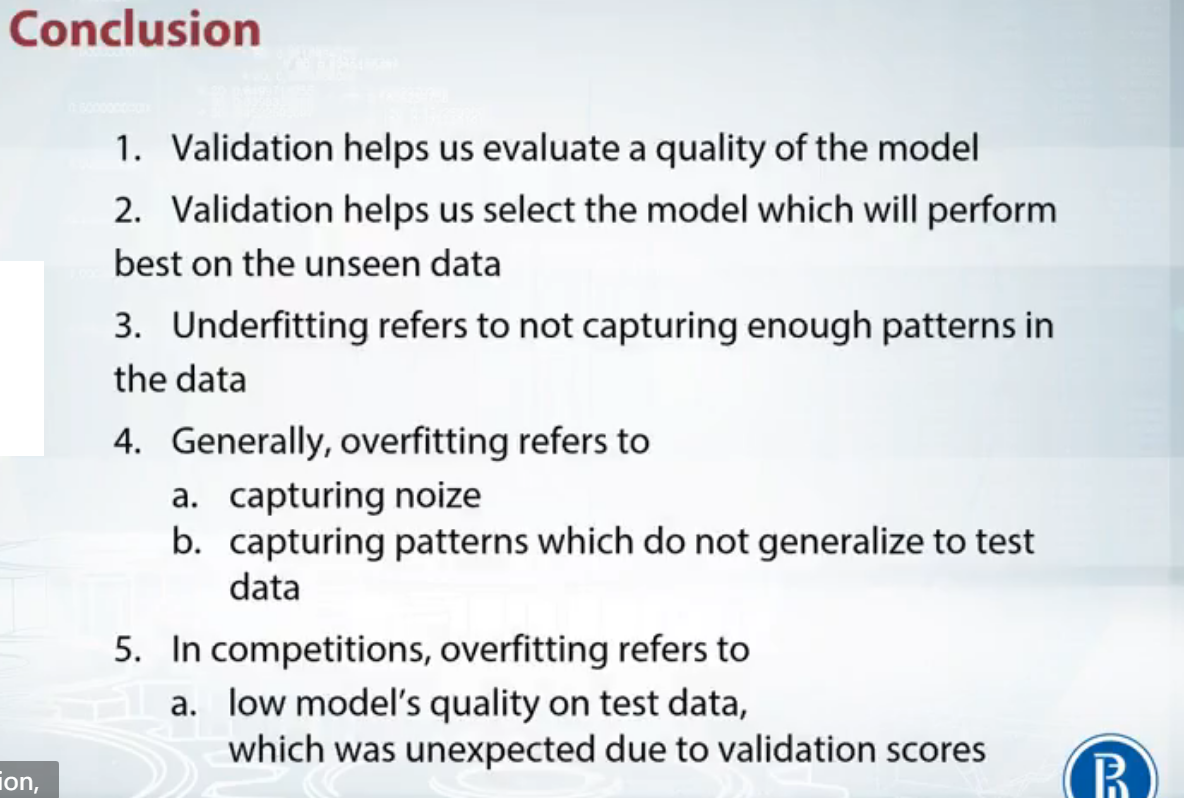 Conclusion
1. Validation helps us evaluate a quality of the model
2. Validation helps us select the model which will perform
best on the unseen data
3. Underfitting refers to not capturing enough patterns in
the data
4. Generally, overfitting refers to
a. capturing noize
b. capturing patterns which do not generalize to test
data
5. In competitions, overfitting refers to
a. low model's quality on test data,
which was unexpected due to validation scores
ion,